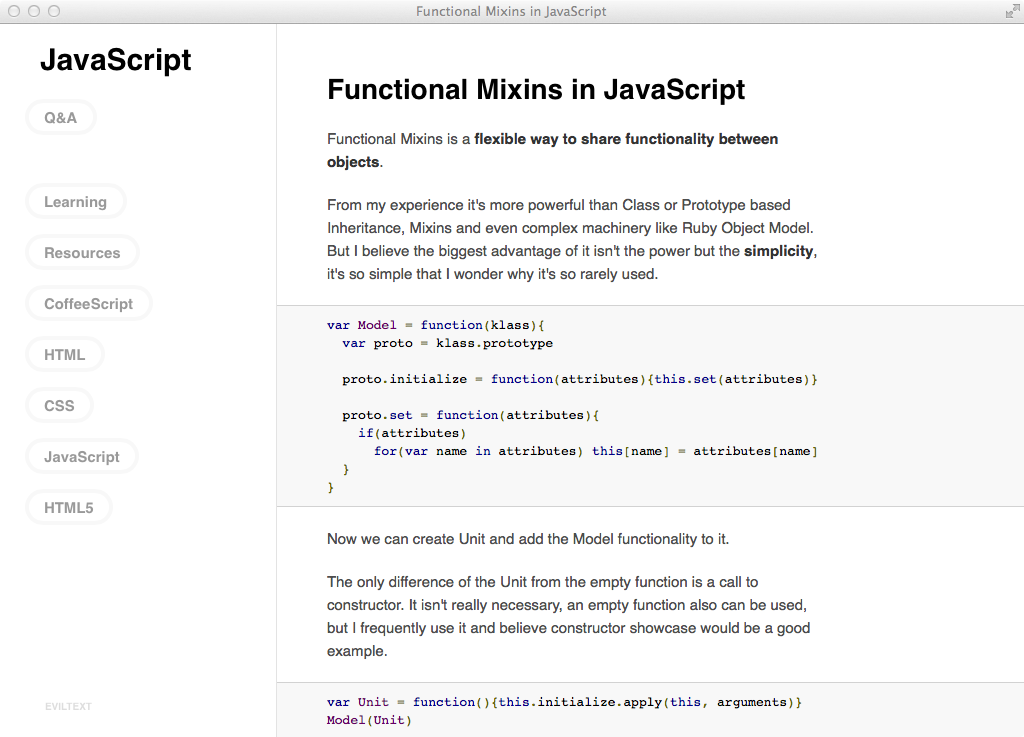 Functional Mixins in JavaScript
JavaScript
Q&A
Learning
Resources
CoffeeScript
HTML
CSS
JavaScript
HTML5
EVILTEXT
Functional Mixins in JavaScript
Functional Mixins is a flexible way to share functionality between
objects.
From my experience it's more powerful than Class or Prototype based
Inheritance, Mixins and even complex machinery like Ruby Object Model.
But I believe the biggest advantage of it isn't the power but the simplicity,
it's so simple that I wonder why it's so rarely used.
var Model = function(klass){
  var proto = klass.prototype
  proto.initialize = function(attributes){this.set(attributes)}
  proto.set = function(attributes){
    if(attributes)
      for(var name in attributes) this[name] = attributes[name]
  }
}
Now we can create Unit and add the Model functionality to it.
The only difference of the Unit from the empty function is a call to
constructor. It isn't really necessary, an empty function also can be used,
but I frequently use it and believe constructor showcase would be a good
example.
var Unit = function(){this.initialize.apply(this, arguments)}
Model(Unit)